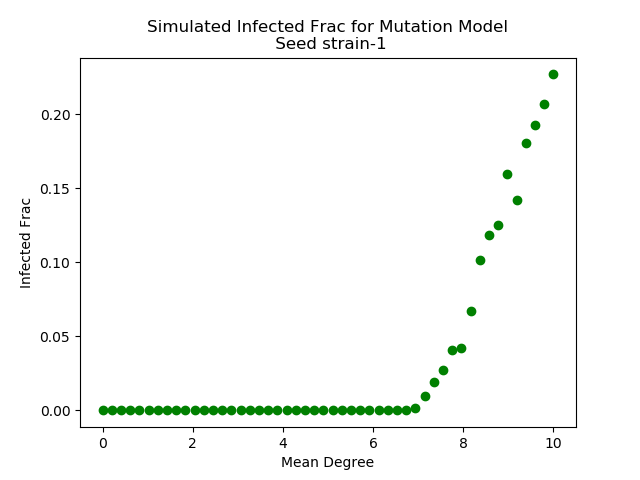 Simulated Infected Frac for Mutation Model
Seed strain-1
0.20
0.15
0.10
0.05
0.00
Infected Frac
0 2 4 6 8 10
Mean Degree